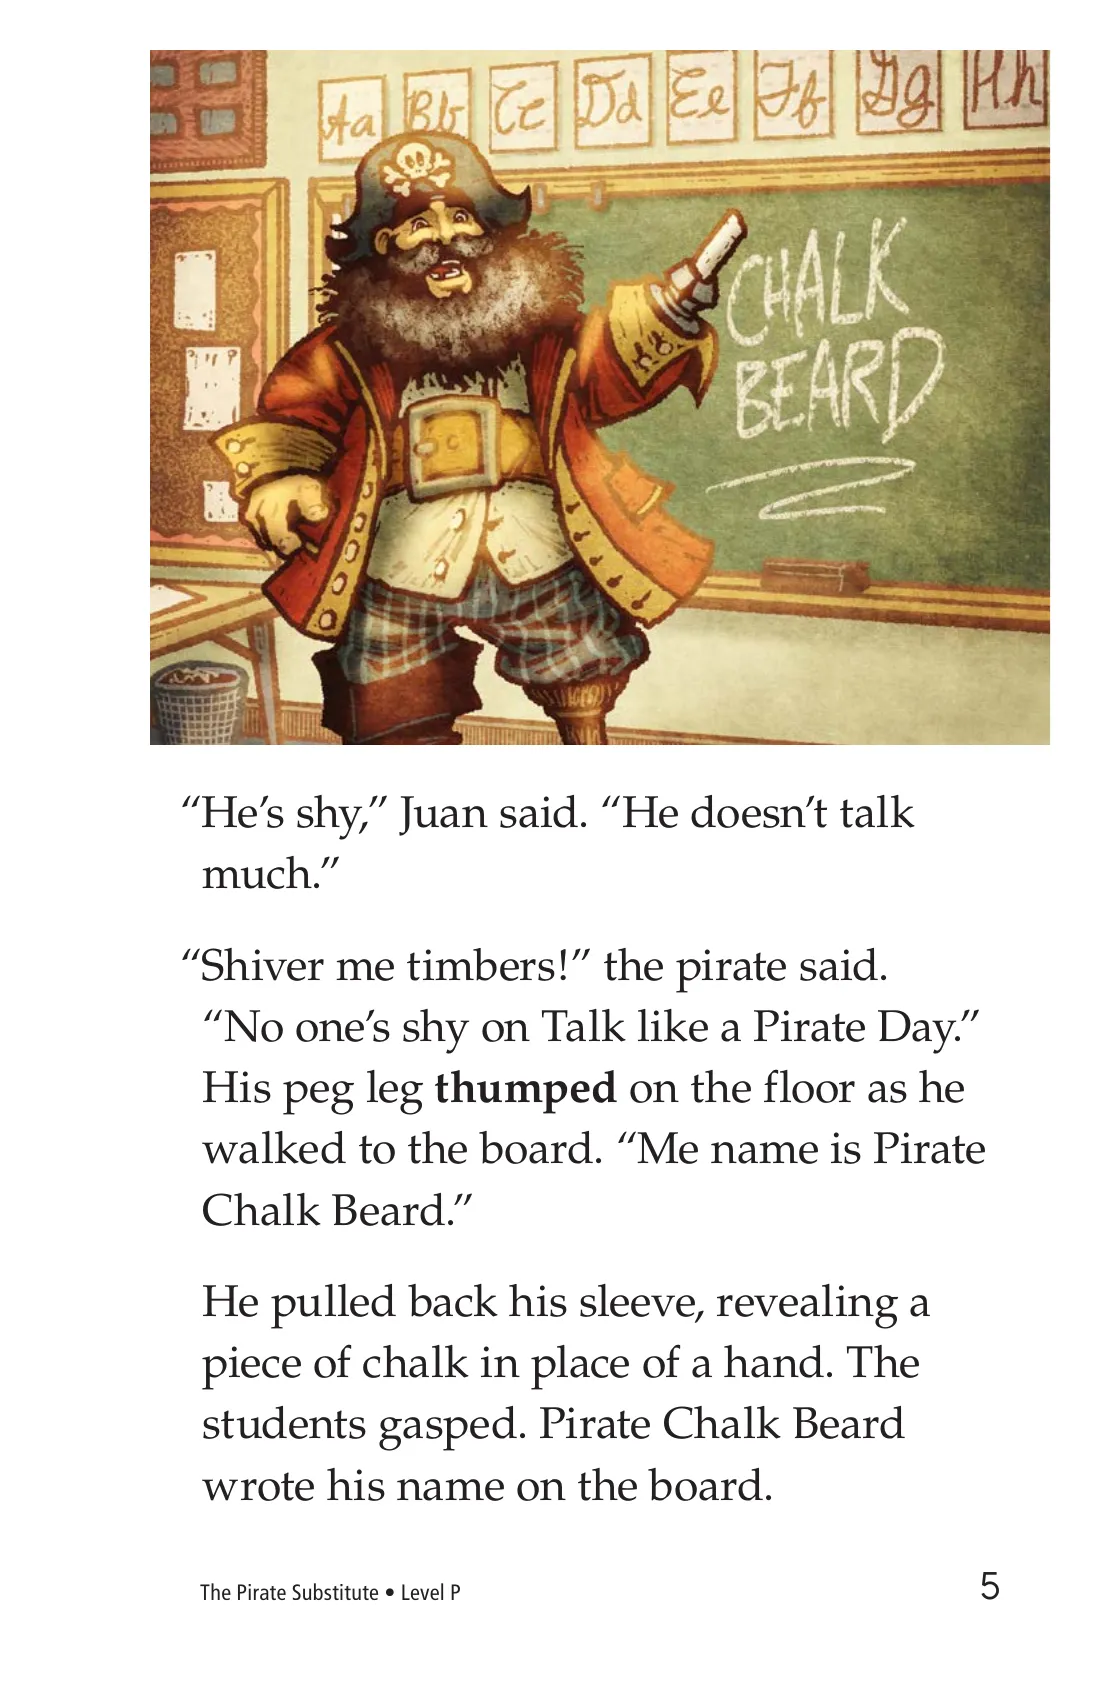 Aa Bb Cc Dd Ee Ff Gg Hh
CHALK
BEARD
“He’s shy,” Juan said. “He doesn’t talk
much.”
“Shiver me timbers!” the pirate said.
“No one’s shy on Talk like a Pirate Day.”
His peg leg thumped on the floor as he
walked to the board. “Me name is Pirate
Chalk Beard.”
He pulled back his sleeve, revealing a
piece of chalk in place of a hand. The
students gasped. Pirate Chalk Beard
wrote his name on the board.
The Pirate Substitute • Level P 5